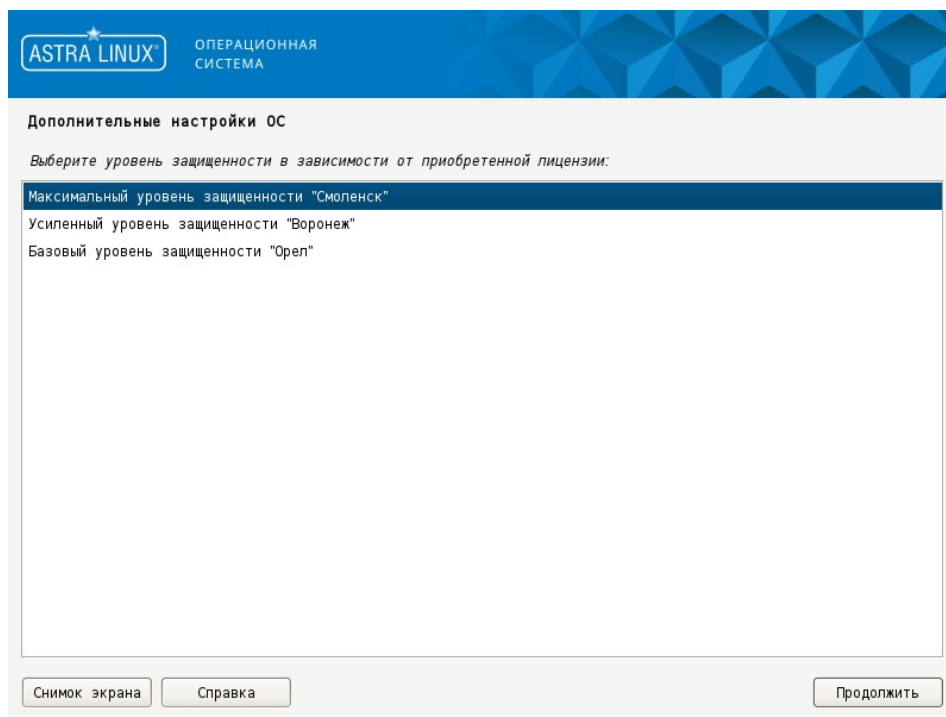 ASTRA LINUX®
ОПЕРАЦИОННАЯ
СИСТЕМА
Дополнительные настройки ОС
Выберите уровень защищенности в зависимости от приобретенной лицензии:
Максимальный уровень защищенности "Смоленск"
Усиленный уровень защищенности "Воронеж"
Базовый уровень защищенности "Орел"
Снимок экрана
Справка
Продолжить